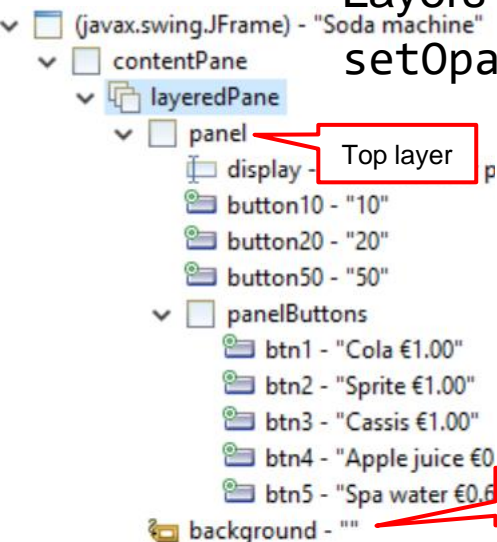 Layers
(javax.swing.JFrame) - "Soda machine"
contentPane
setOpa
layeredPane
panel
Top layer
display -
button10 - "10"
button20 - "20"
button50 - "50"
panelButtons
btn1 - "Cola €1.00"
btn2 - "Sprite €1.00"
btn3 - "Cassis €1.00"
btn4 - "Apple juice €0.
btn5 - "Spa water €0.6
background - ""